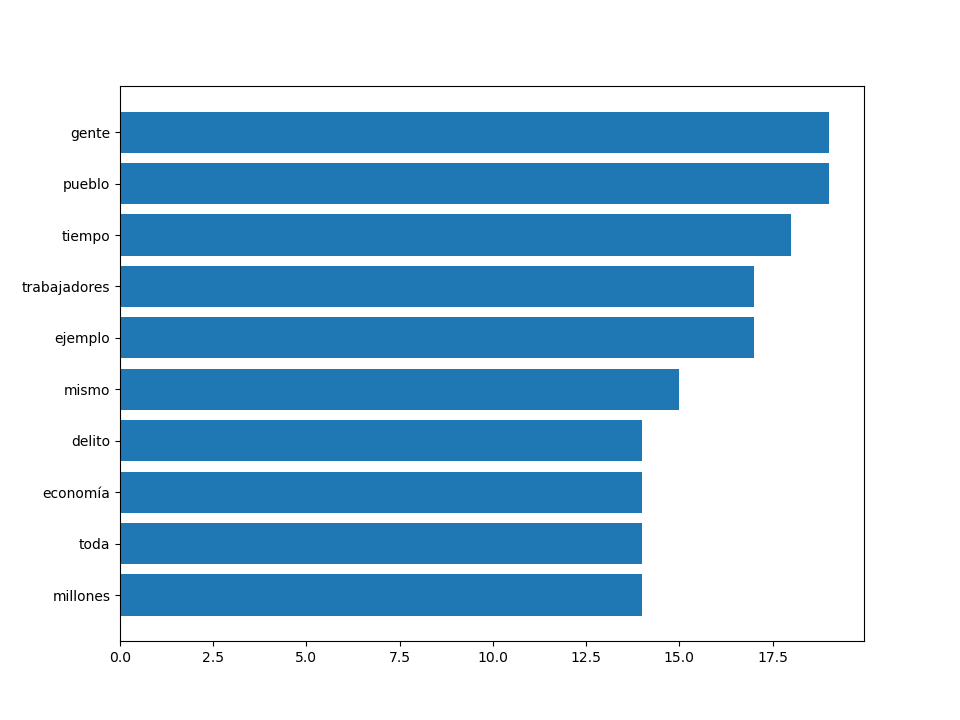 gente
pueblo
tiempo
trabajadores
ejemplo
mismo
delito
economía
toda
millones
0.0 2.5 5.0 7.5 10.0 12.5 15.0 17.5